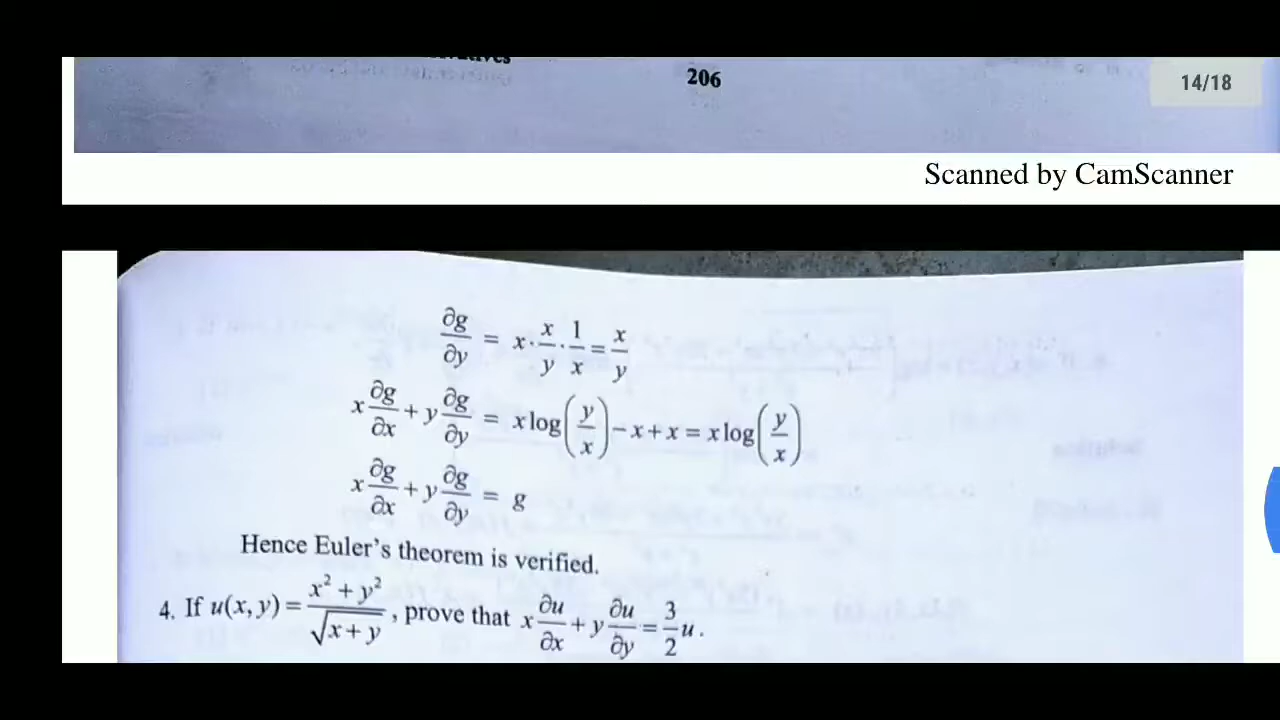 206
14/18
Scanned by CamScanner
∂g/∂y = x · x/y · 1/x = x/y
x ∂g/∂x + y ∂g/∂y = x log(y/x) − x + x = x log(y/x)
x ∂g/∂x + y ∂g/∂y = g
Hence Euler's theorem is verified.
4. If u(x, y) = x² + y² / √x + y , prove that x ∂u/∂x + y ∂u/∂y = 3/2 u .